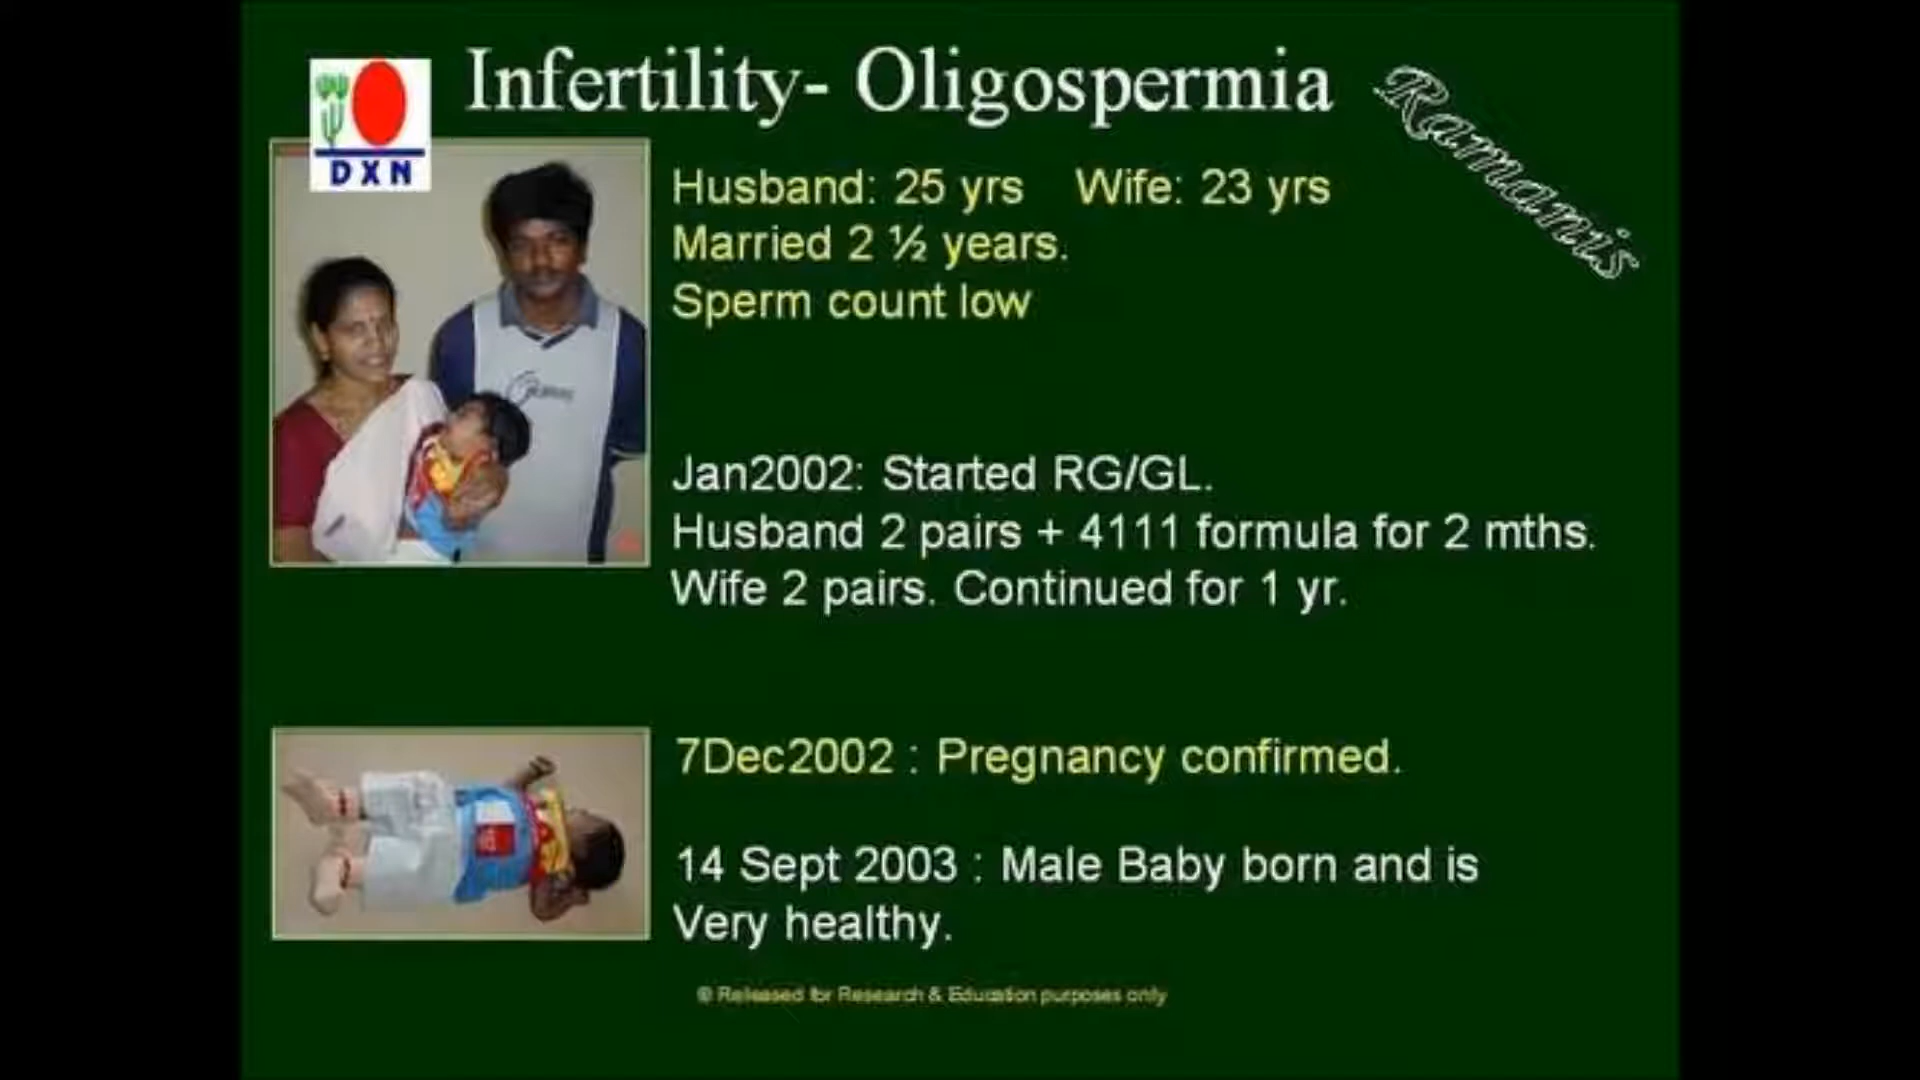 Infertility- Oligospermia
Ramanis
DXN
Husband: 25 yrs Wife: 23 yrs
Married 2 ½ years.
Sperm count low
Jan2002: Started RG/GL.
Husband 2 pairs + 4111 formula for 2 mths.
Wife 2 pairs. Continued for 1 yr.
7Dec2002 : Pregnancy confirmed.
14 Sept 2003 : Male Baby born and is
Very healthy.
© Released for Research & Education purposes only